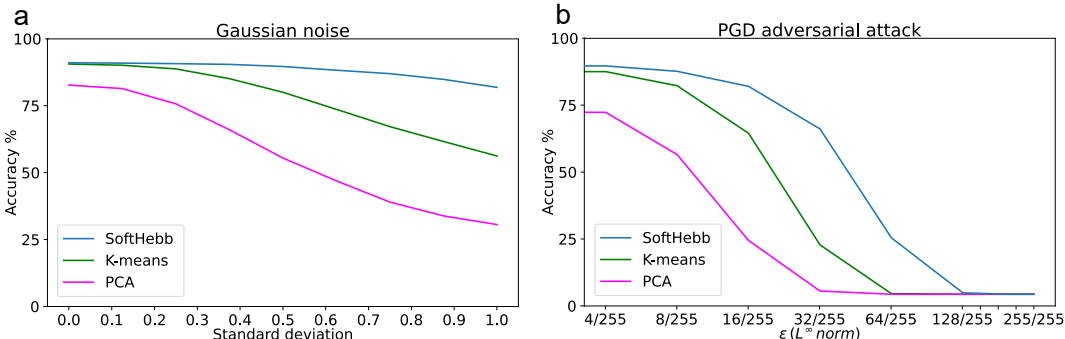 a
Gaussian noise
100
75
50
25
0
Accuracy %
SoftHebb
K-means
PCA
0.0 0.1 0.2 0.3 0.4 0.5 0.6 0.7 0.8 0.9 1.0
Standard deviation
b
PGD adversarial attack
100
75
50
25
0
Accuracy %
SoftHebb
K-means
PCA
4/255 8/255 16/255 32/255 64/255 128/255 255/255
ε (L∞ norm)